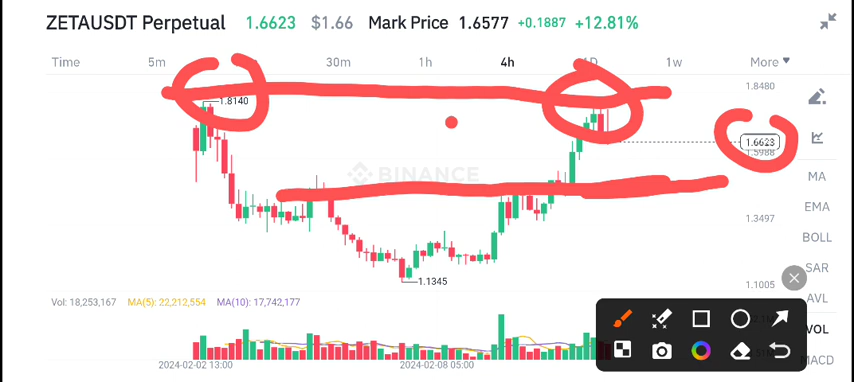 ZETAUSDT Perpetual 1.6623 $1.66 Mark Price 1.6577 +0.1887 +12.81%
Time 5m 30m 1h 4h 1D 1w More
1.8480
1.8140
1.6623
1.5988
BINANCE
MA
EMA
1.3497
BOLL
SAR
1.1345
1.1005
AVL
Vol: 18,253,167 MA(5): 22,212,554 MA(10): 17,742,177
VOL
MACD
2024-02-02 13:00 2024-02-08 05:00